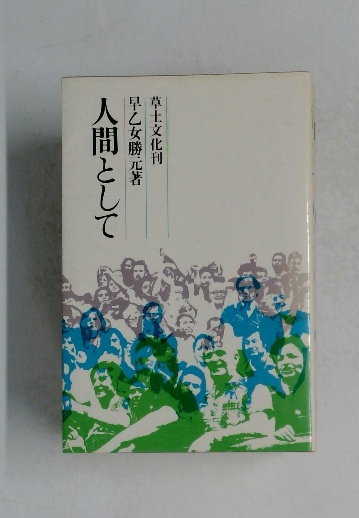 草土文化刊
早乙女勝元著
人間として